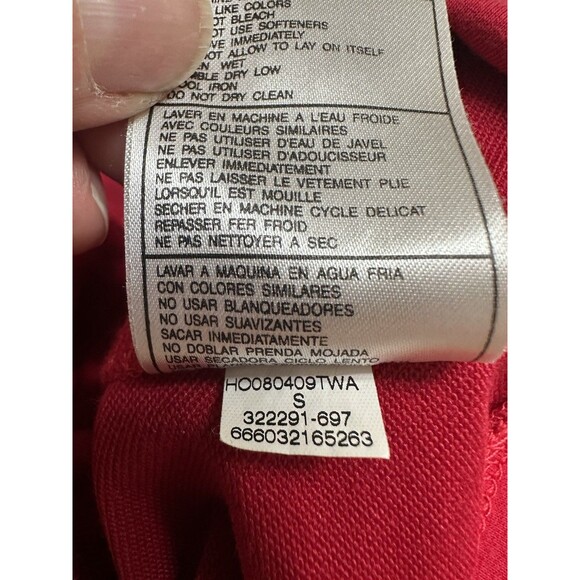 LIKE COLORS
NOT BLEACH
NOT USE SOFTENERS
IMMEDIATELY
NOT ALLOW TO LAY ON ITSELF
WET
DRY LOW
COOL IRON
DO NOT DRY CLEAN
LAVER EN MACHINE A L'EAU FROIDE
AVEC COULEURS SIMILAIRES
NE PAS UTILISER D'EAU DE JAVEL
NE PAS UTILISER D'ADOUCISSEUR
ENLEVER IMMEDIATEMENT
NE PAS LAISSER LE VETEMENT PLIE
LORSQU'IL EST MOUILLE
SECHER EN MACHINE CYCLE DELICAT
REPASSER FER FROID
NE PAS NETTOYER A SEC
LAVAR A MAQUINA EN AGUA FRIA
CON COLORES SIMILARES
NO USAR BLANQUEADORES
NO USAR SUAVIZANTES
SACAR INMEDIATAMENTE
NO DOBLAR PRENDA MOJADA
USAR SECADORA CICLO LENTO
HO080409TWA
S
322291-697
666032165263